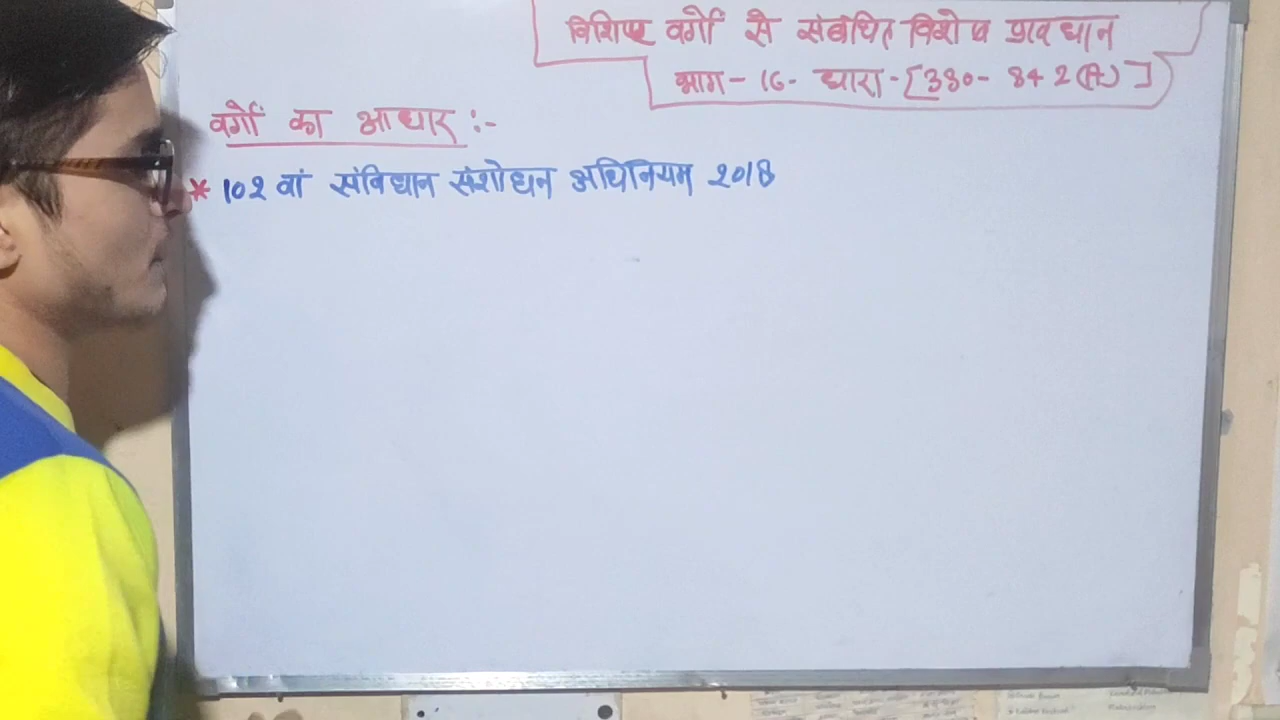 विशिष्ट वर्गों से संबंधित विशेष प्रावधान
भाग - 16 - धारा - [330 - 342 (A)]
वर्गों का आधार :-
* 102 वां संविधान संशोधन अधिनियम 2018